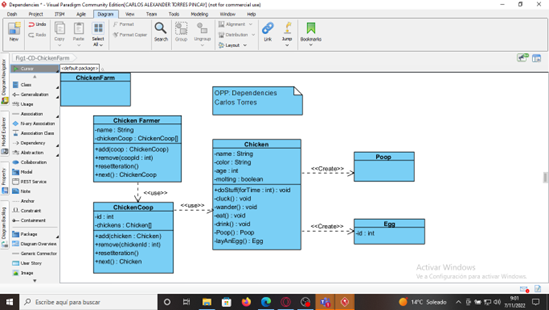 Dependencies * - Visual Paradigm Community Edition[CARLOS ALEXANDER TORRES PINCAY] (not for commercial use)
Dash Project ITSM Agile Diagram View Team Tools Modeling Window Help
New
Undo
Redo
Copy
Paste
Select
All
Format
Format
Copier
Search
Group
Ungroup
Alignment
Distribution
Layout
Link
Jump
Bookmarks
Fig1-CD-ChickenFarm
Cursor
<default package>
Class
Generalization
Usage
Association
N-ary Association
Association Class
Dependency
Abstraction
Collaboration
Model
REST Service
Note
Anchor
Constraint
Containment
Package
Diagram Overview
Generic Connector
User Story
Image
Diagram Navigator
Model Explorer
Property
Diagram Backlog
ChickenFarm
OPP: Dependencies
Carlos Torres
Chicken Farmer
-name : String
-chickenCoop : ChickenCoop[]
+add(coop : ChickenCoop)
+remove(coopId : int)
+resetIteration()
+next() : ChickenCoop
<<use>>
ChickenCoop
-id : int
-chickens : Chicken[]
+add(chicken : Chicken)
+remove(chickenId : int)
+resetIteration()
+next() : Chicken
<<use>>
Chicken
-name : String
-color : String
-age : int
-molting : boolean
+doStuff(forTime : int) : void
-cluck() : void
-wander() : void
-eat() : void
-drink() : void
-Poop() : Poop
-layAnEgg() : Egg
<<Create>>
Poop
<<Create>>
Egg
-id : int
Activar Windows
Ve a Configuración para activar Windows.
Escribe aquí para buscar
14°C Soleado
9:01
7/11/2022